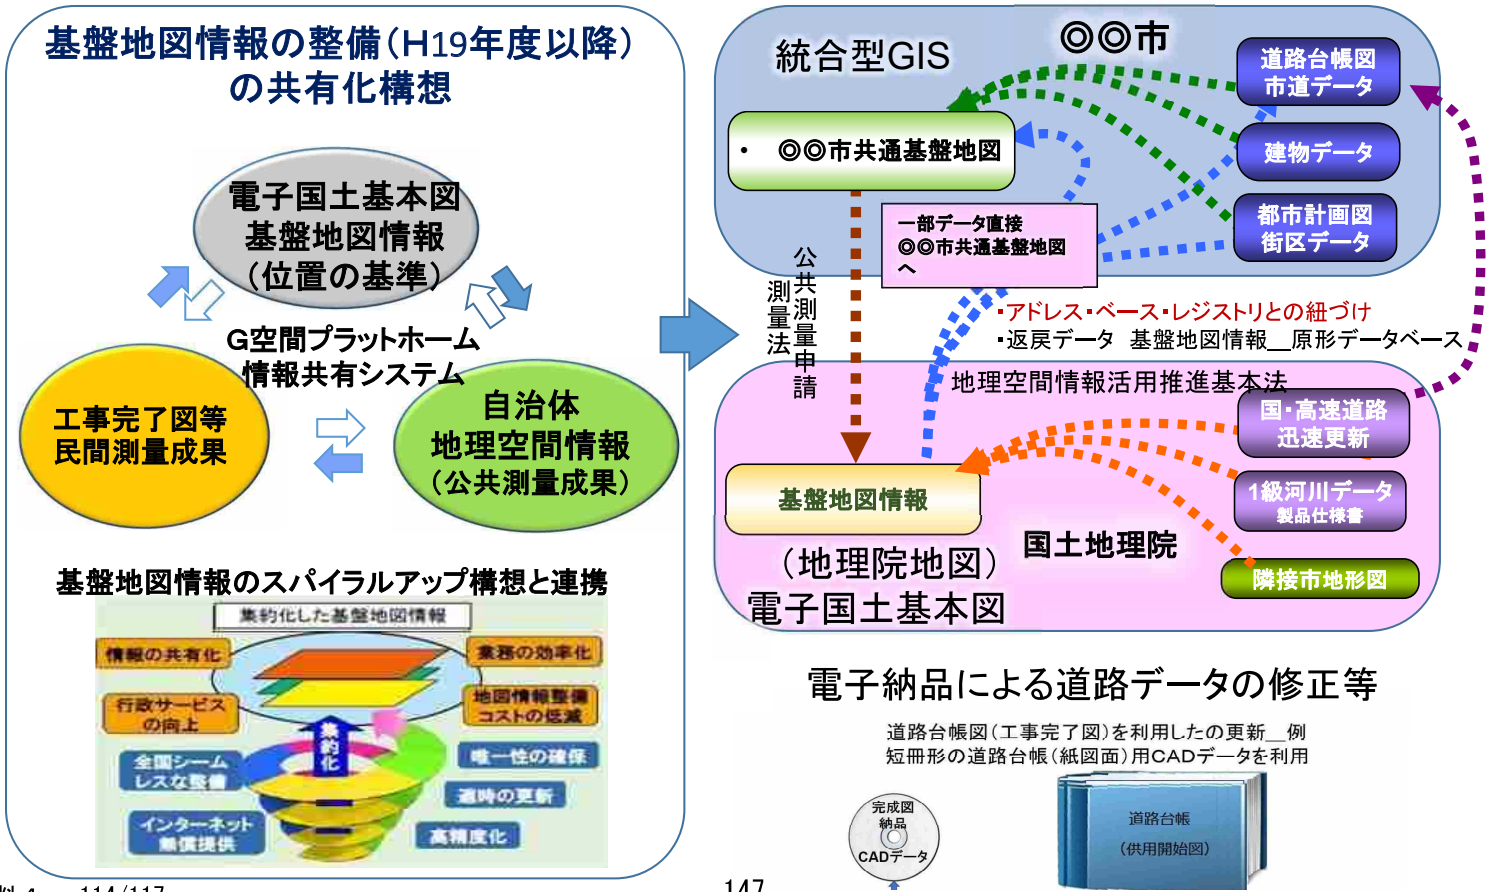 基盤地図情報の整備(H19年度以降)
の共有化構想
電子国土基本図
基盤地図情報
(位置の基準)
G空間プラットホーム
情報共有システム
工事完了図等
民間測量成果
自治体
地理空間情報
(公共測量成果)
基盤地図情報のスパイラルアップ構想と連携
集約化した基盤地図情報
情報の共有化
業務の効率化
行政サービス
の向上
地図情報整備
コストの低減
集約化
全国シーム
レスな整備
唯一性の確保
適時の更新
インターネット
無償提供
高精度化
統合型GIS
◎◎市
道路台帳図
市道データ
・ ◎◎市共通基盤地図
建物データ
都市計画図
街区データ
一部データ直接
◎◎市共通基盤地図
へ
公共測量申請
測量法
・アドレス・ベース・レジストリとの紐づけ
・返戻データ 基盤地図情報__原形データベース
地理空間情報活用推進基本法
国・高速道路
迅速更新
基盤地図情報
1級河川データ
製品仕様書
国土地理院
(地理院地図)
電子国土基本図
隣接市地形図
電子納品による道路データの修正等
道路台帳図(工事完了図)を利用したの更新__例
短冊形の道路台帳(紙図面)用CADデータを利用
完成図
納品
CADデータ
道路台帳
(供用開始図)
114/117
147